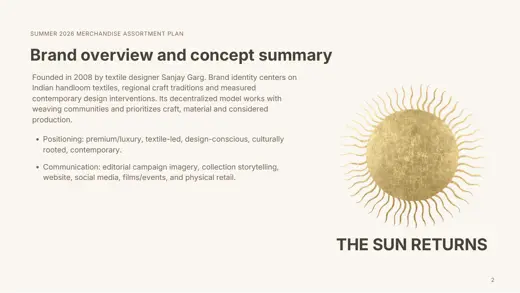 SUMMER 2026 MERCHANDISE ASSORTMENT PLAN
Brand overview and concept summary
Founded in 2008 by textile designer Sanjay Garg. Brand identity centers on
Indian handloom textiles, regional craft traditions and measured
contemporary design interventions. Its decentralized model works with
weaving communities and prioritizes craft, material and considered
production.
• Positioning: premium/luxury, textile-led, design-conscious, culturally
rooted, contemporary.
• Communication: editorial campaign imagery, collection storytelling,
website, social media, films/events, and physical retail.
THE SUN RETURNS
2